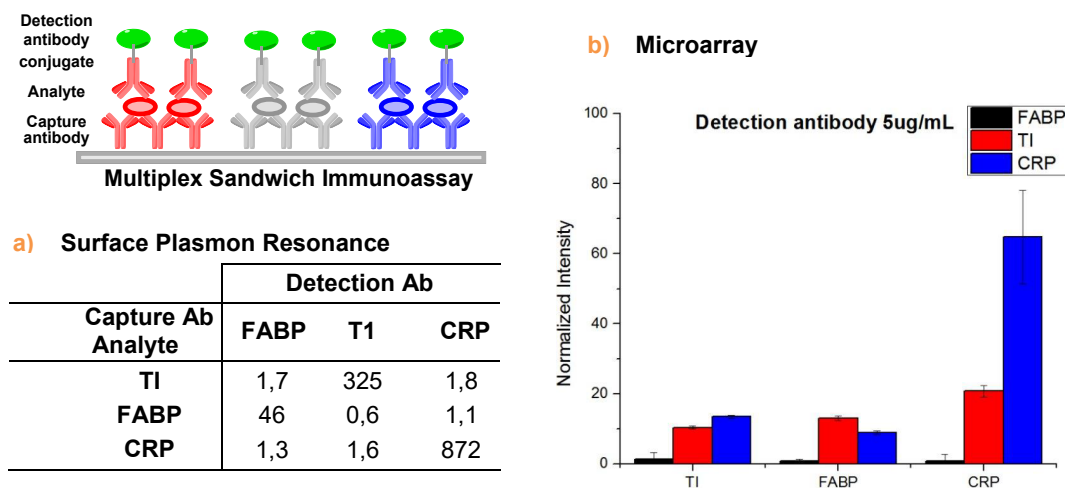 Detection
antibody
conjugate
Analyte
Capture
antibody
Multiplex Sandwich Immunoassay
a) Surface Plasmon Resonance
Detection Ab
Capture Ab
Analyte
FABP T1 CRP
TI 1,7 325 1,8
FABP 46 0,6 1,1
CRP 1,3 1,6 872
b) Microarray
Detection antibody 5ug/mL
FABP
TI
CRP
Normalized Intensity
100
80
60
40
20
0
TI FABP CRP